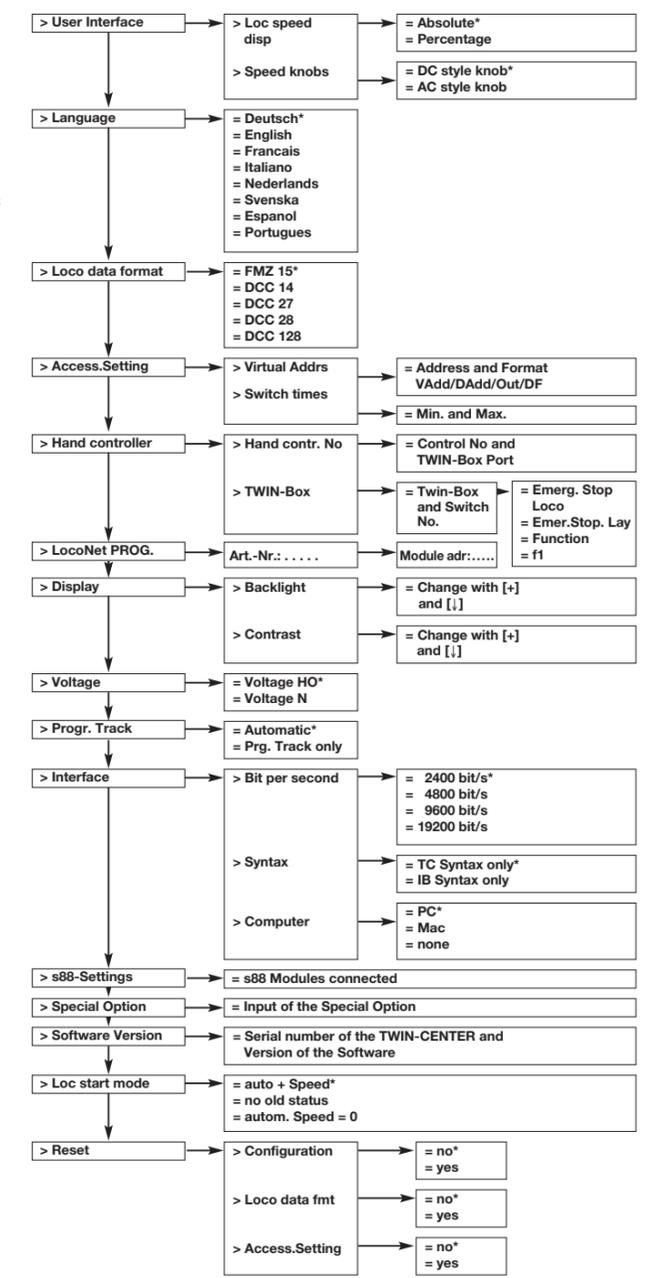 > User Interface
> Loc speed
disp
= Absolute*
= Percentage
> Speed knobs
= DC style knob*
= AC style knob
> Language
= Deutsch*
= English
= Francais
= Italiano
= Nederlands
= Svenska
= Espanol
= Portugues
> Loco data format
= FMZ 15*
= DCC 14
= DCC 27
= DCC 28
= DCC 128
> Access.Setting
> Virtual Addrs
= Address and Format
VAdd/DAdd/Out/DF
> Switch times
= Min. and Max.
> Hand controller
> Hand contr. No
= Control No and
TWIN-Box Port
> TWIN-Box
= Twin-Box
and Switch
No.
= Emerg. Stop
Loco
= Emer.Stop. Lay
= Function
= f1
> LocoNet PROG.
Art.-Nr.: . . . . .
Module adr:.....
> Display
> Backlight
= Change with [+]
and [↓]
> Contrast
= Change with [+]
and [↓]
> Voltage
= Voltage HO*
= Voltage N
> Progr. Track
= Automatic*
= Prg. Track only
> Interface
> Bit per second
= 2400 bit/s*
= 4800 bit/s
= 9600 bit/s
= 19200 bit/s
> Syntax
= TC Syntax only*
= IB Syntax only
> Computer
= PC*
= Mac
= none
> s88-Settings
= s88 Modules connected
> Special Option
= Input of the Special Option
> Software Version
= Serial number of the TWIN-CENTER and
Version of the Software
> Loc start mode
= auto + Speed*
= no old status
= autom. Speed = 0
> Reset
> Configuration
= no*
= yes
> Loco data fmt
= no*
= yes
> Access.Setting
= no*
= yes